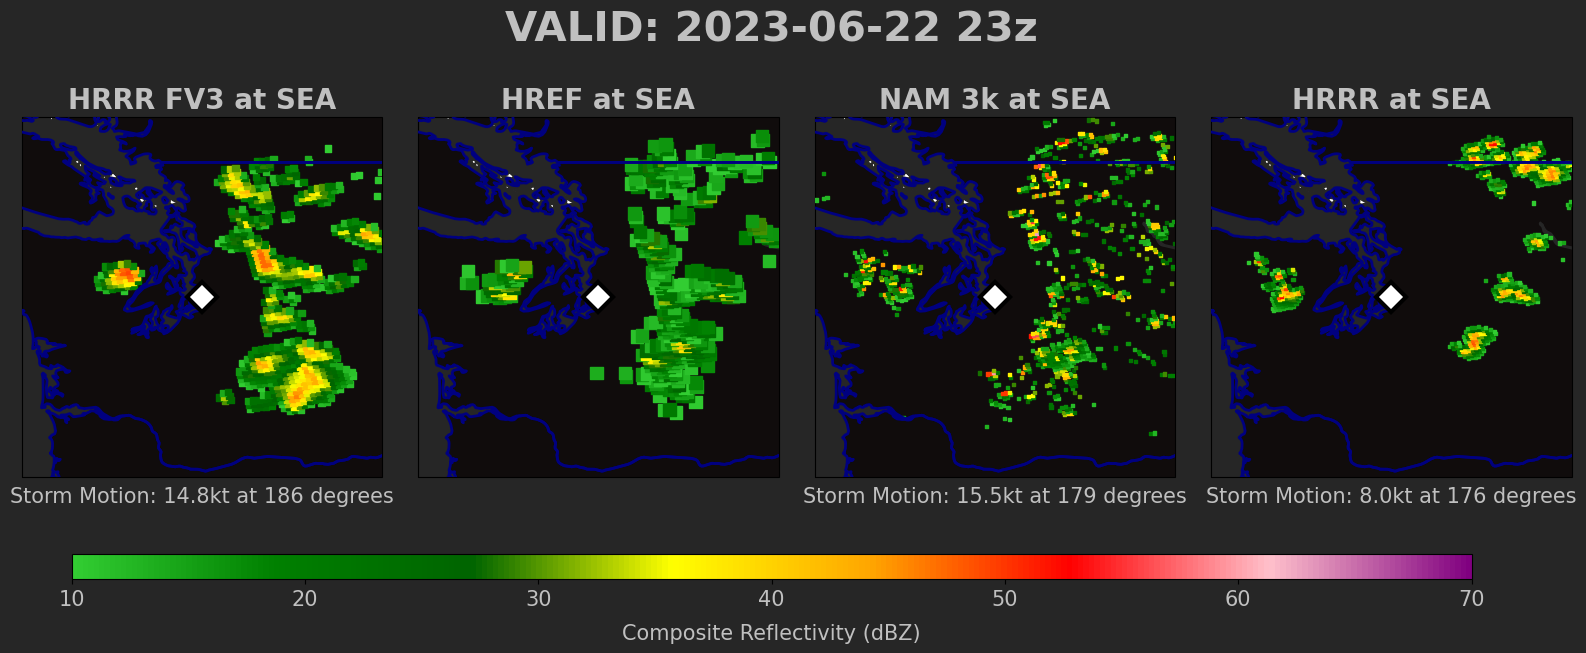 VALID: 2023-06-22 23z
HRRR FV3 at SEA
HREF at SEA
NAM 3k at SEA
HRRR at SEA
Storm Motion: 14.8kt at 186 degrees
Storm Motion: 15.5kt at 179 degrees
Storm Motion: 8.0kt at 176 degrees
10 20 30 40 50 60 70
Composite Reflectivity (dBZ)